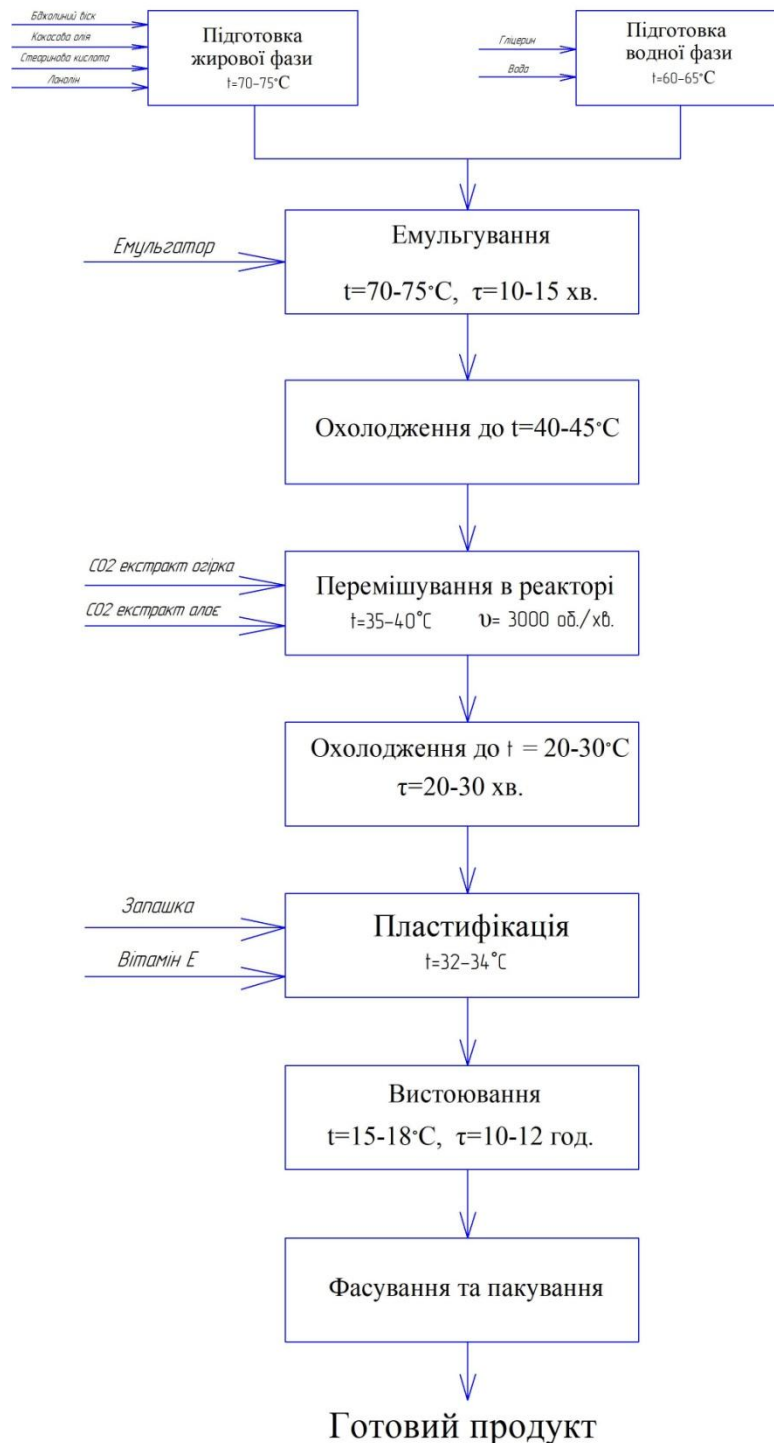 Бджолиний віск
Кокосова олія
Стеаринова кислота
Ланолін
Підготовка
жирової фази
t=70-75°C
Гліцерин
Вода
Підготовка
водної фази
t=60-65°C
Емульгатор
Емульгування
t=70-75°C, τ=10-15 хв.
Охолодження до t=40-45°C
СО2 екстракт огірка
СО2 екстракт алое
Перемішування в реакторі
t=35-40°C υ= 3000 об./хв.
Охолодження до t = 20-30°C
τ=20-30 хв.
Запашка
Вітамін Е
Пластифікація
t=32-34°C
Вистоювання
t=15-18°C, τ=10-12 год.
Фасування та пакування
Готовий продукт